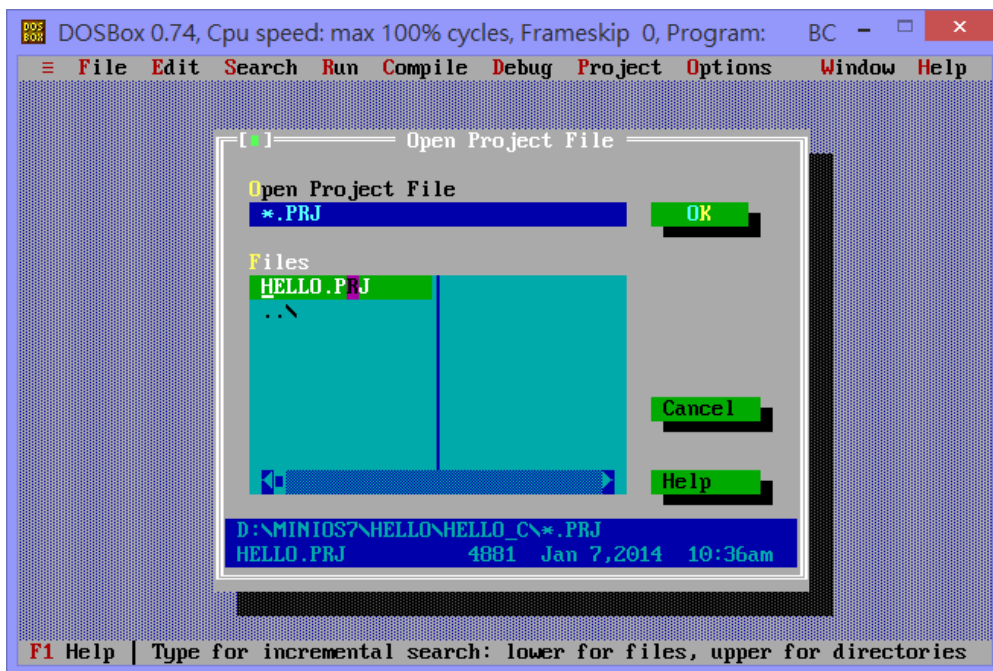 DOSBox 0.74, Cpu speed: max 100% cycles, Frameskip 0, Program: BC
≡ File Edit Search Run Compile Debug Project Options Window Help
Open Project File
Open Project File
*.PRJ
OK
Files
HELLO.PRJ
..\
Cancel
Help
D:\MINIOS7\HELLO\HELLO_C\*.PRJ
HELLO.PRJ 4881 Jan 7,2014 10:36am
F1 Help | Type for incremental search: lower for files, upper for directories